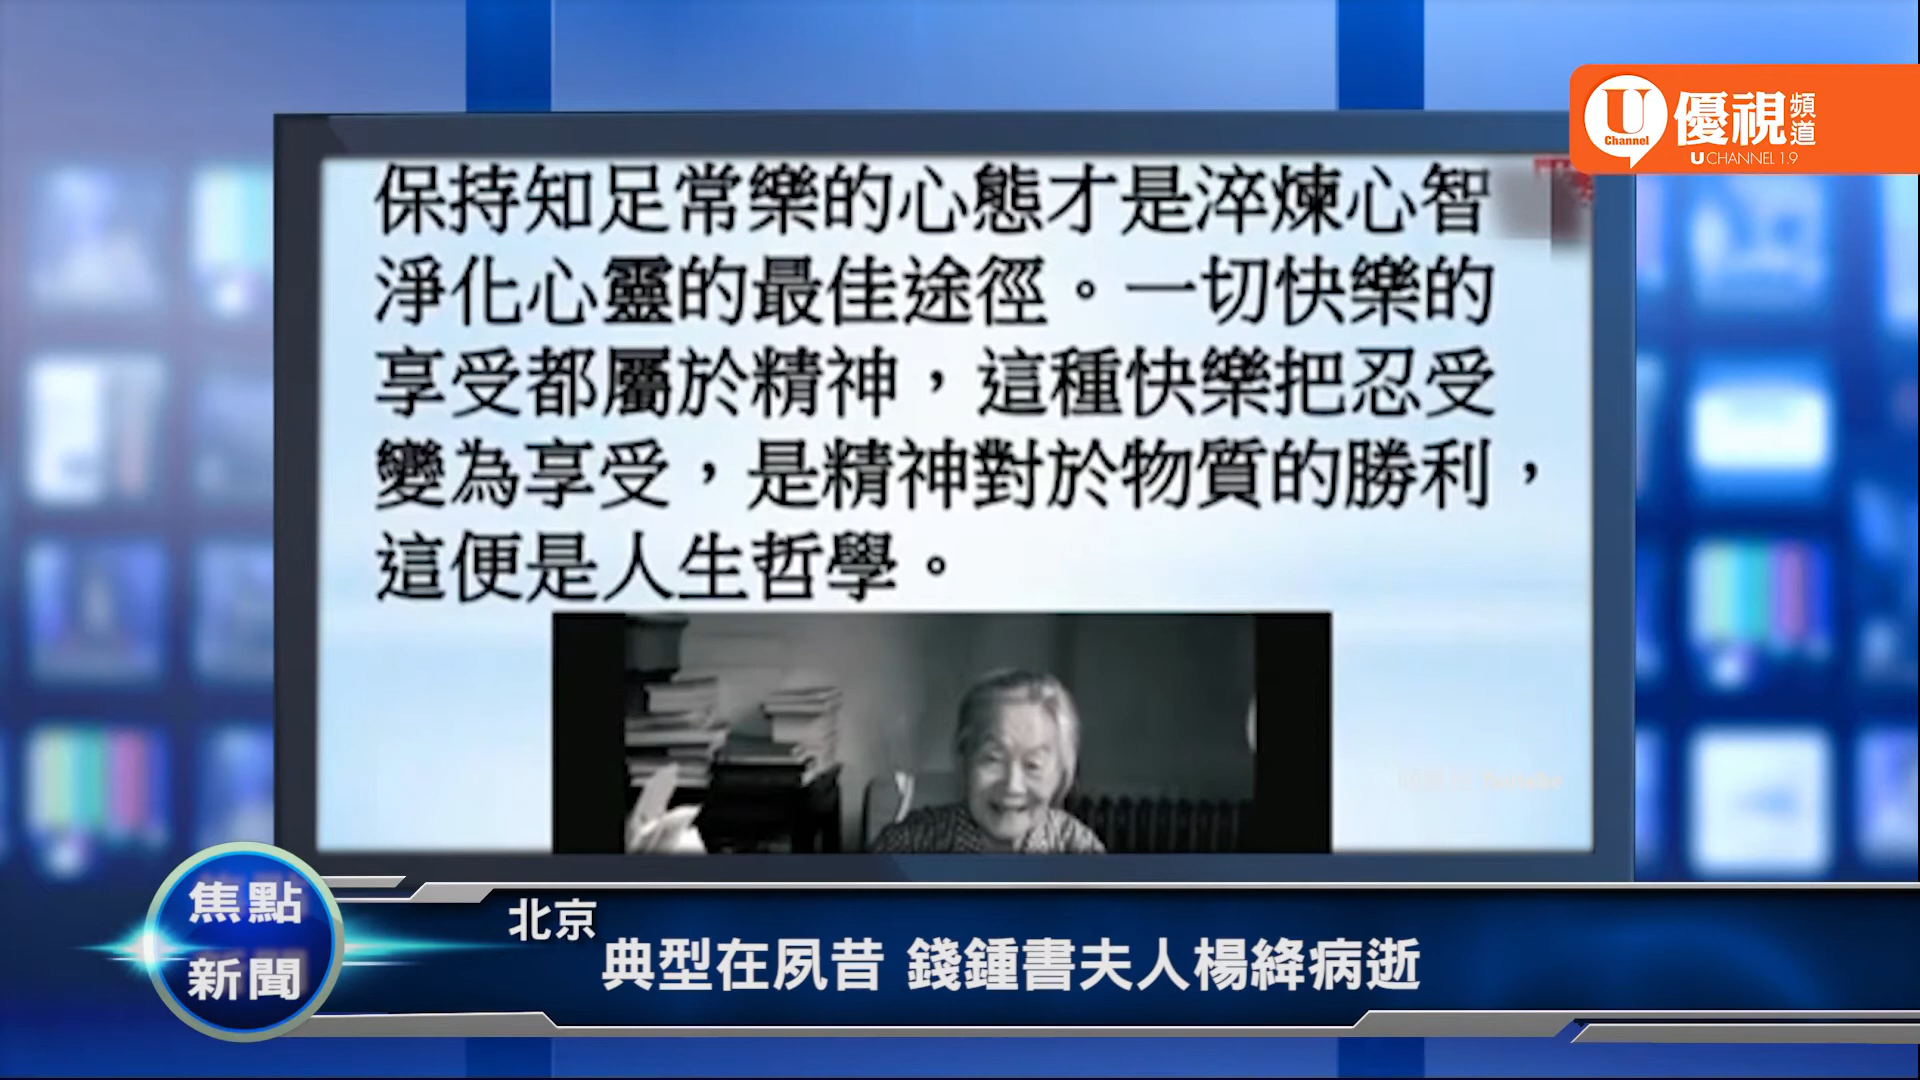 保持知足常樂的心態才是淬煉心智
淨化心靈的最佳途徑。一切快樂的
享受都屬於精神，這種快樂把忍受
變為享受，是精神對於物質的勝利，
這便是人生哲學。
U
Channel
優視頻道
U CHANNEL 1.9
焦點
新聞
北京
典型在夙昔 錢鍾書夫人楊絳病逝